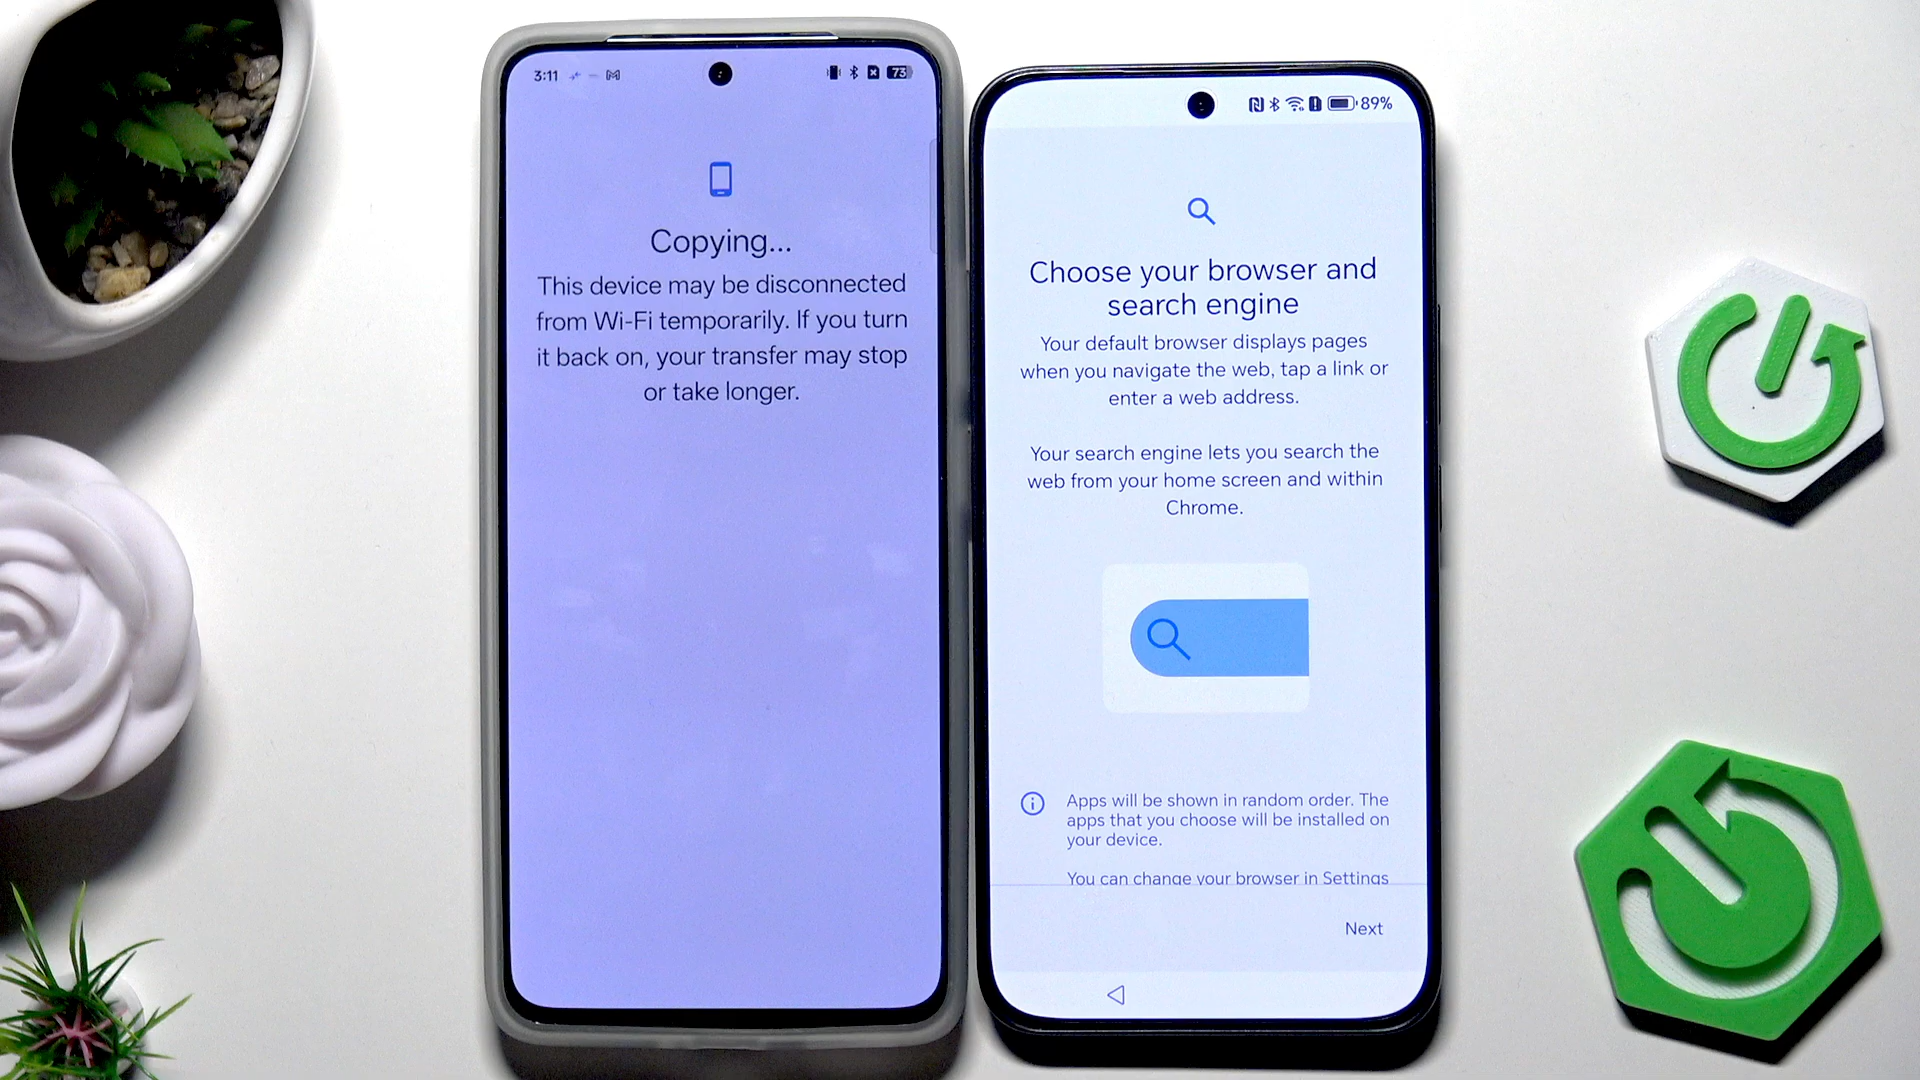 3:11
73
Copying...
This device may be disconnected
from Wi-Fi temporarily. If you turn
it back on, your transfer may stop
or take longer.
89%
Choose your browser and
search engine
Your default browser displays pages
when you navigate the web, tap a link or
enter a web address.
Your search engine lets you search the
web from your home screen and within
Chrome.
Apps will be shown in random order. The
apps that you choose will be installed on
your device.
You can change your browser in Settings
Next